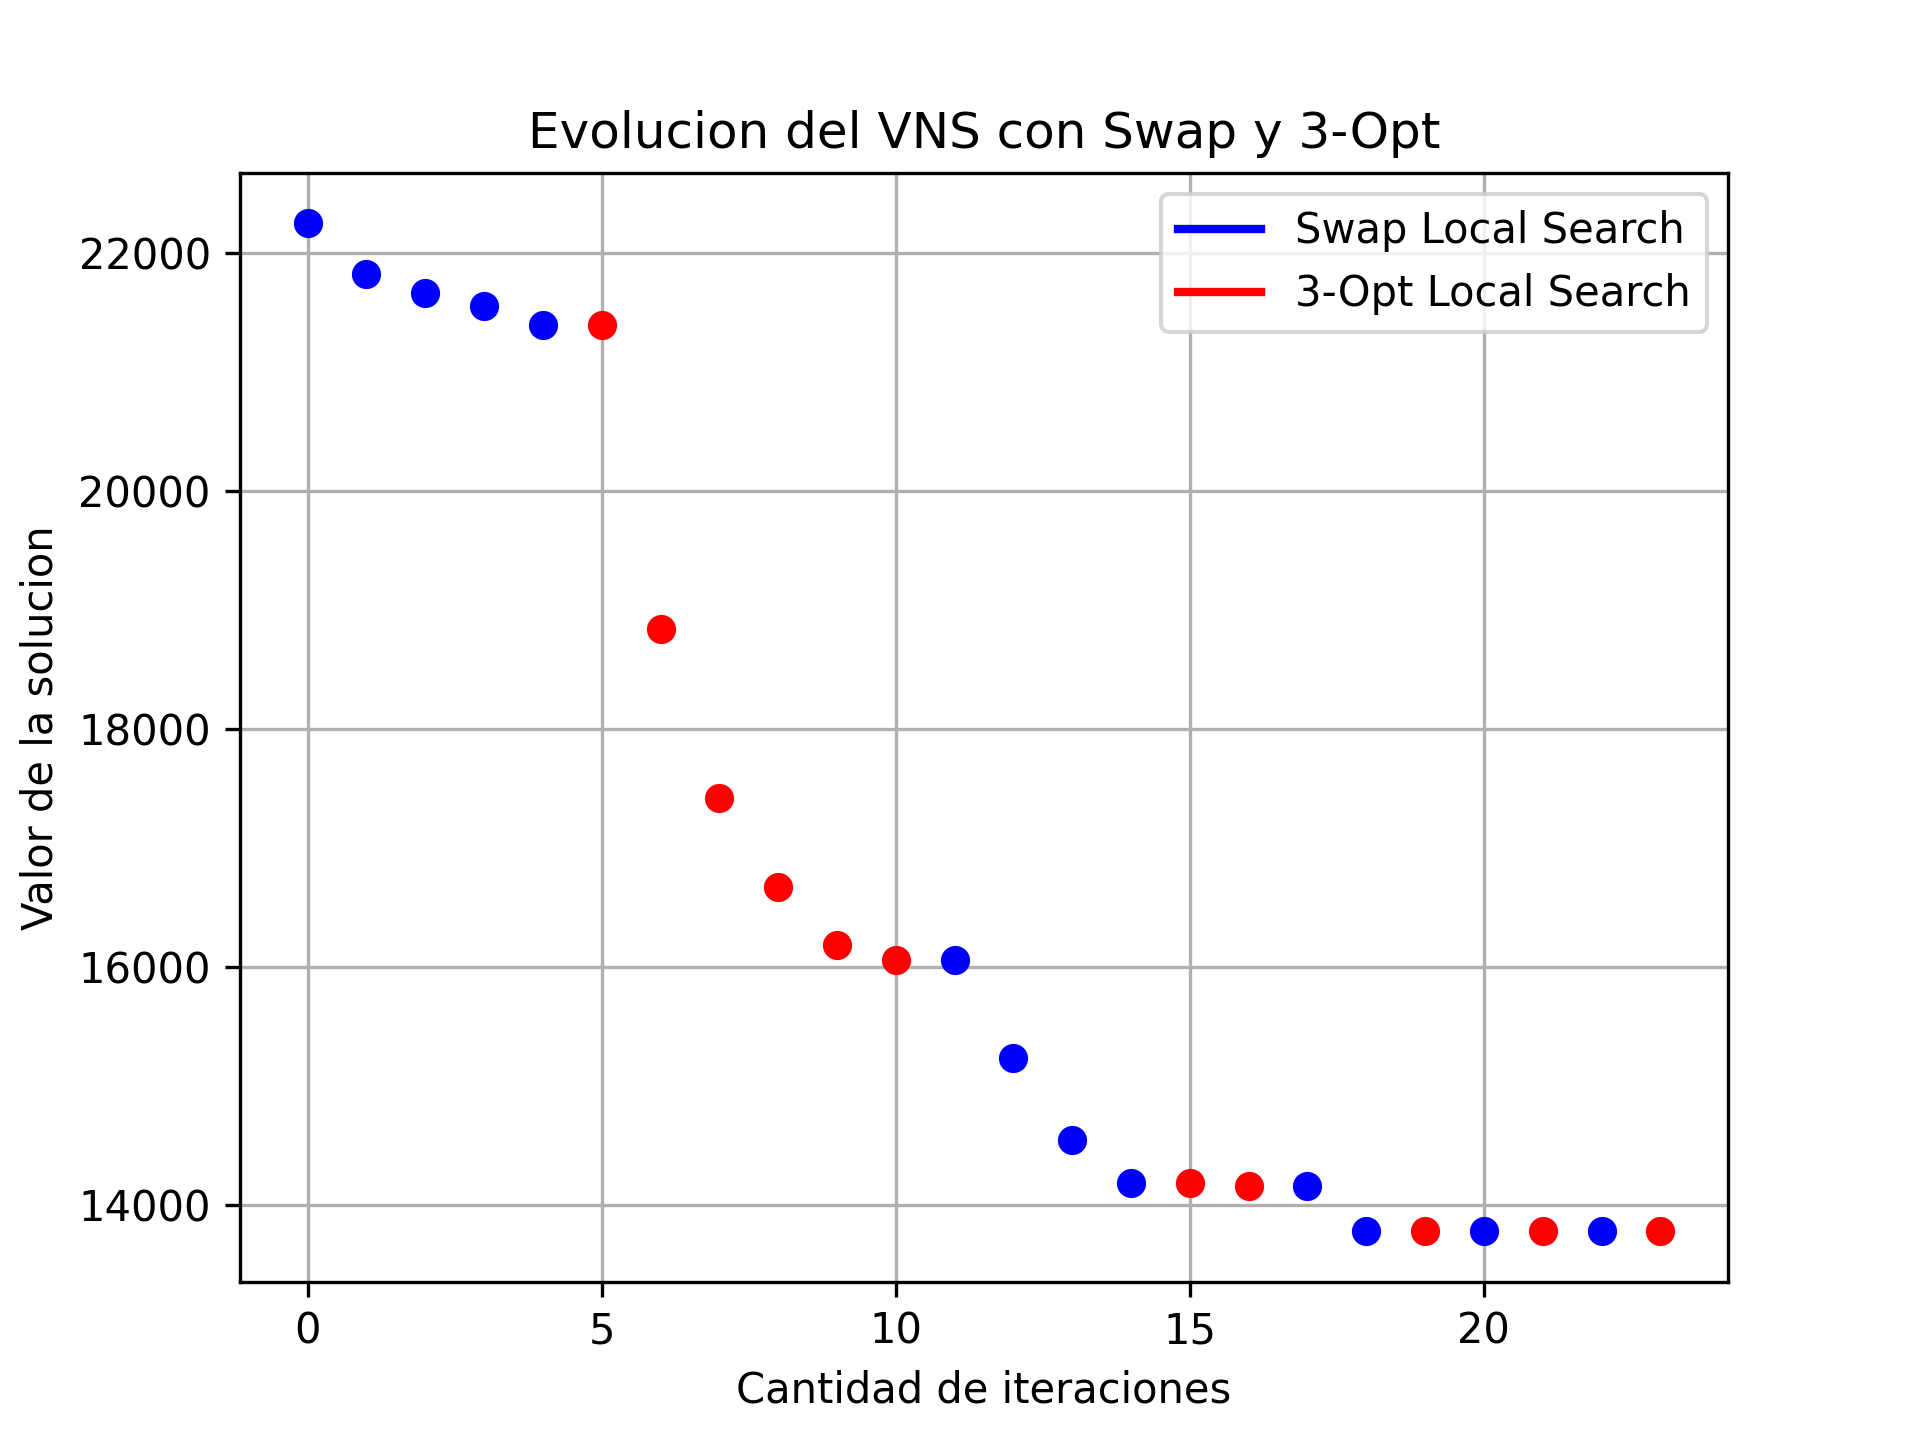 Evolucion del VNS con Swap y 3-Opt
Swap Local Search
3-Opt Local Search
Valor de la solucion
22000
20000
18000
16000
14000
0 5 10 15 20
Cantidad de iteraciones